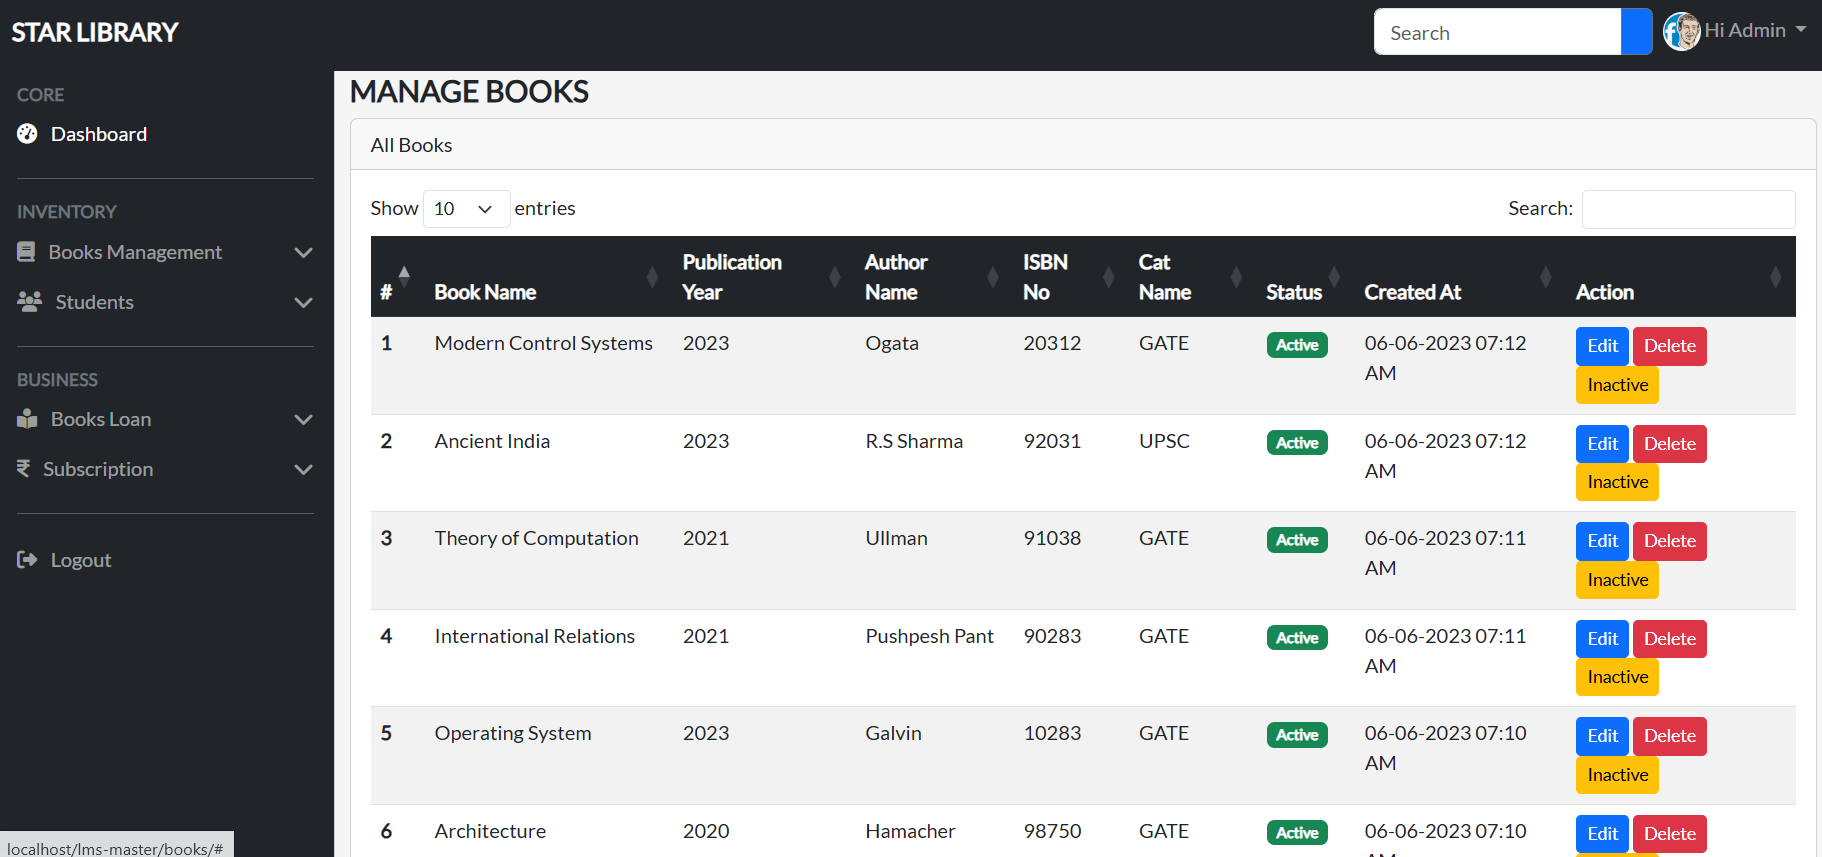 STAR LIBRARY
Search
Hi Admin
CORE
Dashboard
INVENTORY
Books Management
Students
BUSINESS
Books Loan
Subscription
Logout
localhost/lms-master/books/#
MANAGE BOOKS
All Books
Show 10 entries
Search:
# Book Name Publication Year Author Name ISBN No Cat Name Status Created At Action
1 Modern Control Systems 2023 Ogata 20312 GATE Active 06-06-2023 07:12 Edit Delete
AM Inactive
2 Ancient India 2023 R.S Sharma 92031 UPSC Active 06-06-2023 07:12 Edit Delete
AM Inactive
3 Theory of Computation 2021 Ullman 91038 GATE Active 06-06-2023 07:11 Edit Delete
AM Inactive
4 International Relations 2021 Pushpesh Pant 90283 GATE Active 06-06-2023 07:11 Edit Delete
AM Inactive
5 Operating System 2023 Galvin 10283 GATE Active 06-06-2023 07:10 Edit Delete
AM Inactive
6 Architecture 2020 Hamacher 98750 GATE Active 06-06-2023 07:10 Edit Delete